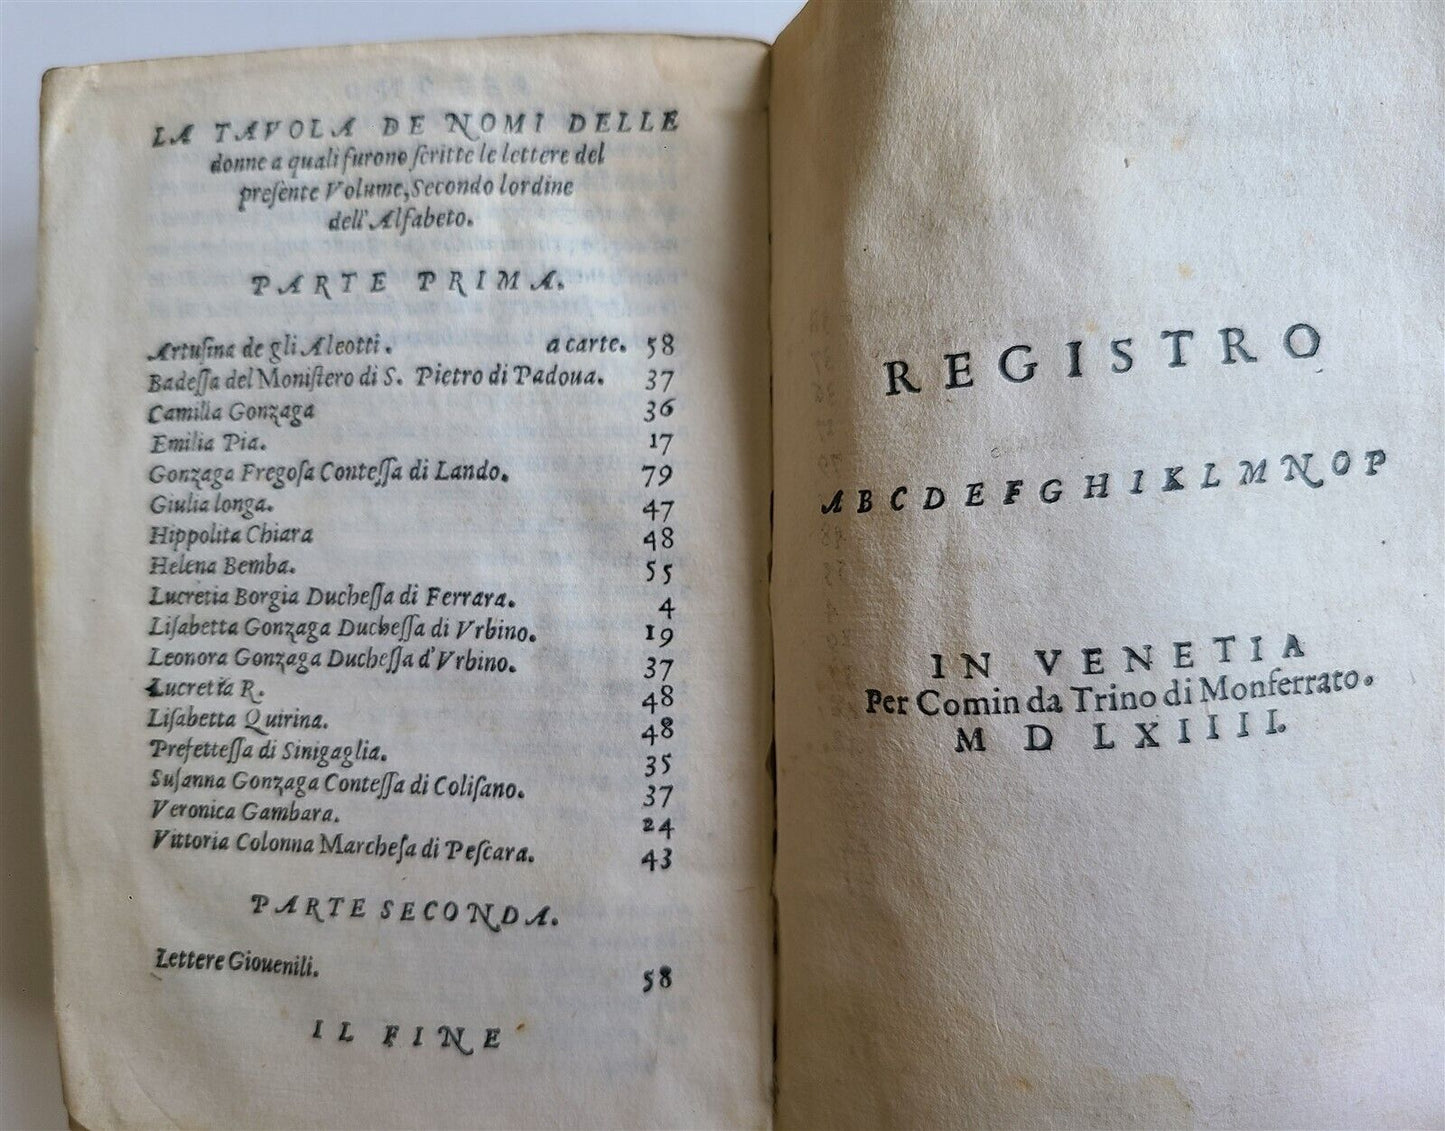 LA TAVOLA DE NOMI DELLE
donne a quali furono ſcritte le lettere del
preſente Volume, Secondo lordine
dell'Alfabeto.
PARTE PRIMA.
Artuſina de gli Aleotti. a carte. 58
Badeſſa del Moniſtero di S. Pietro di Padoua. 37
Camilla Gonzaga 36
Emilia Pia. 17
Gonzaga Fregoſa Conteſſa di Lando. 79
Giulia longa. 47
Hippolita Chiara 48
Helena Bemba. 55
Lucretia Borgia Ducheſſa di Ferrara. 4
Liſabetta Gonzaga Ducheſſa di Vrbino. 19
Leonora Gonzaga Ducheſſa d'Vrbino. 37
Lucretia R. 48
Liſabetta Quirina. 48
Prefetteſſa di Sinigaglia. 35
Suſanna Gonzaga Conteſſa di Coliſano. 37
Veronica Gambara. 24
Vittoria Colonna Marcheſa di Peſcara. 43
PARTE SECONDA.
Lettere Giouenili. 58
IL FINE
REGISTRO
A B C D E F G H I K L M N O P
IN VENETIA
Per Comin da Trino di Monferrato.
M D LXIIIII.